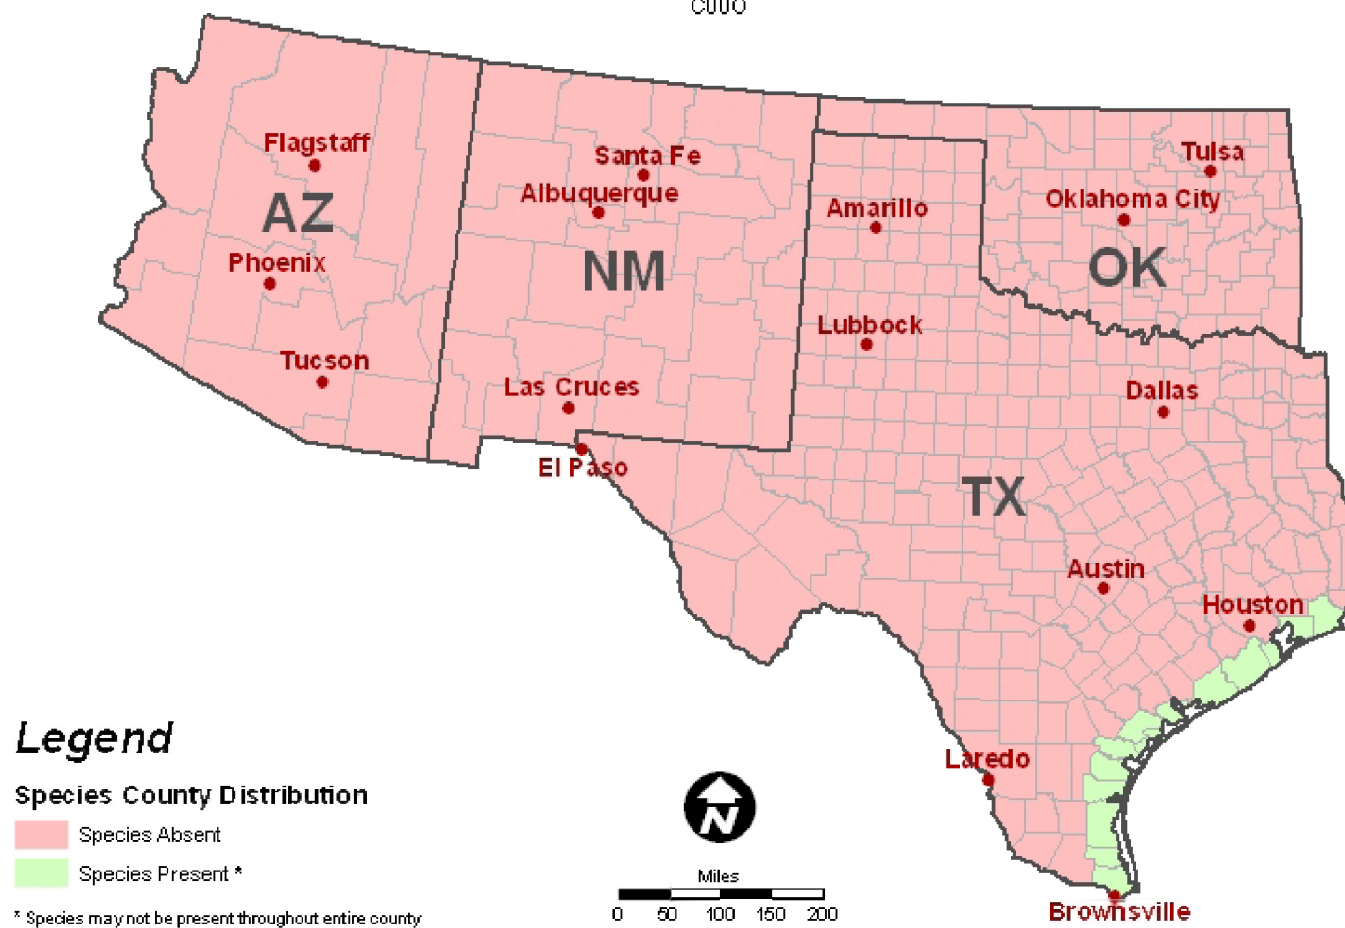 C00O
Flagstaff
Santa Fe
Tulsa
Albuquerque
Oklahoma City
Amarillo
AZ
Phoenix
NM
OK
Lubbock
Tucson
Las Cruces
Dallas
El Paso
TX
Austin
Houston
Legend
Laredo
Species County Distribution
Species Absent
N
Species Present *
Miles
0 50 100 150 200
* Species may not be present throughout entire county
Brownsville